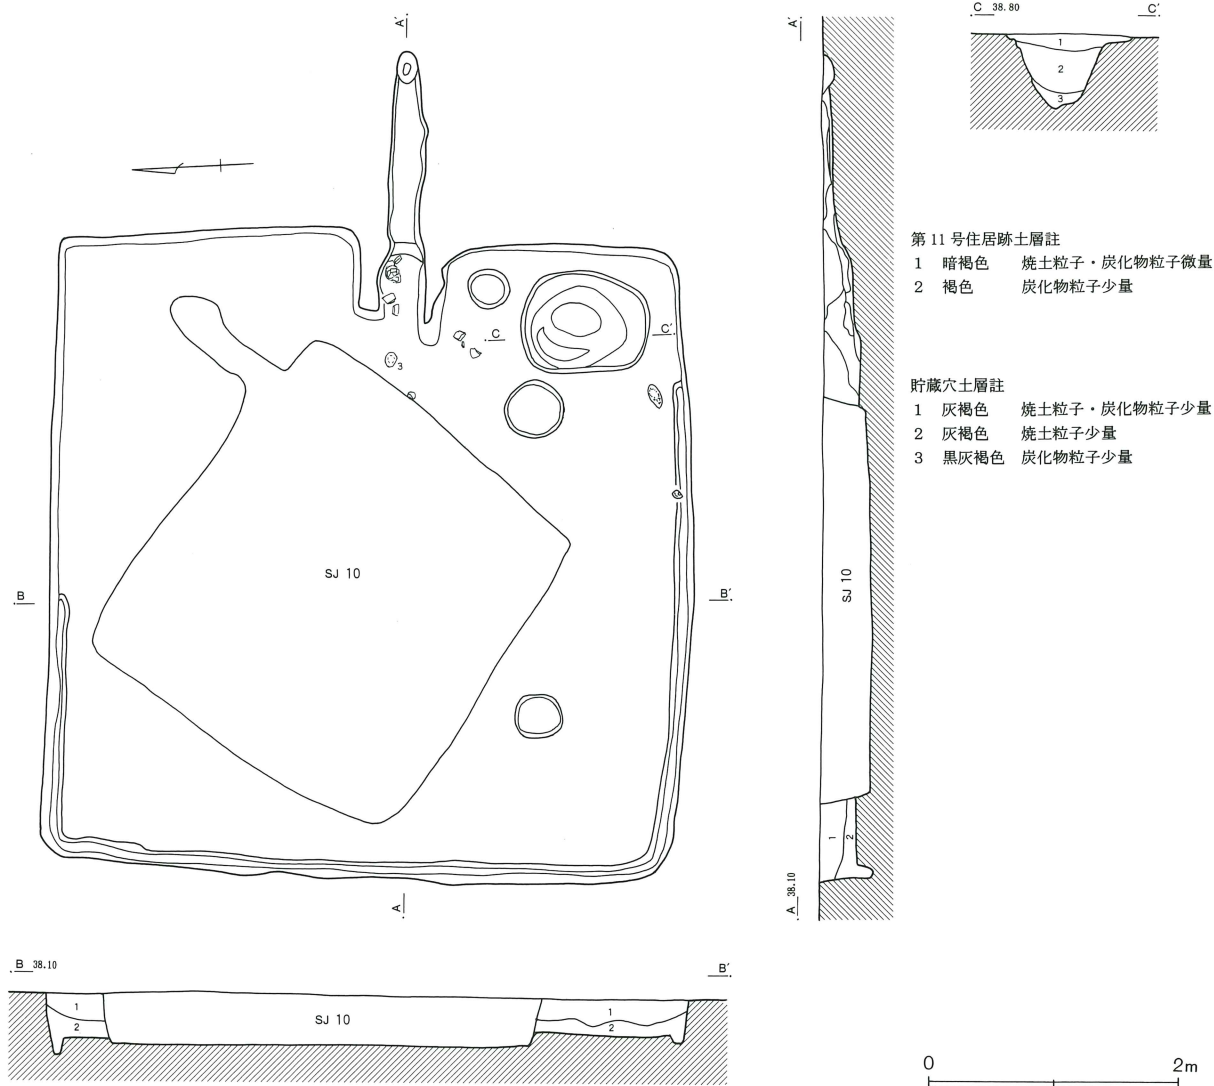 A′
A′
C 38.80
C′
1
2
3
第11号住居跡土層註
1 暗褐色 焼土粒子・炭化物粒子微量
2 褐色 炭化物粒子少量
C
C′
3
貯蔵穴土層註
1 灰褐色 焼土粒子・炭化物粒子少量
2 灰褐色 焼土粒子少量
3 黒灰褐色 炭化物粒子少量
SJ 10
SJ 10
B
B′
1
2
A
A 38.10
B 38.10
B′
1
2
SJ 10
1
2
0
2m